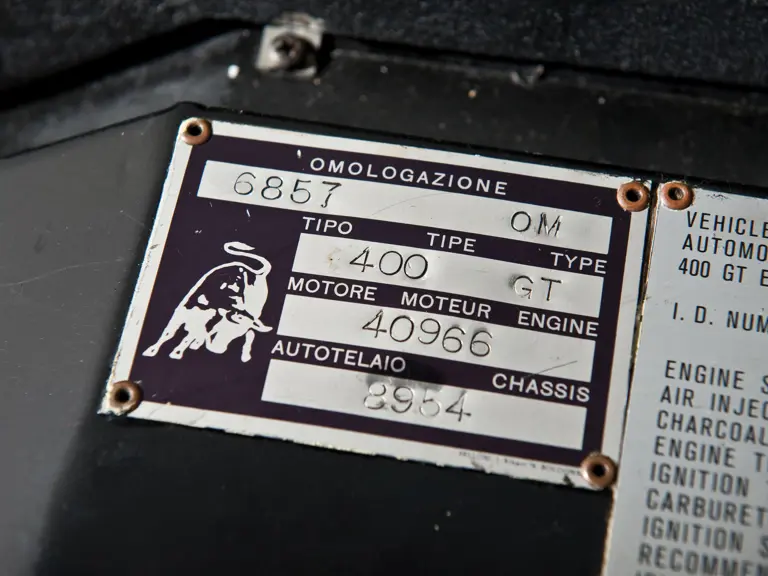 OMOLOGAZIONE
6857 OM
TIPO TIPE TYPE
400 GT
MOTORE MOTEUR ENGINE
40966
AUTOTELAIO CHASSIS
8954
VEHICLE
AUTOMO
400 GT E
I. D. NUM
ENGINE S
AIR INJEC
CHARCOAL
ENGINE T
IGNITION
CARBURET
IGNITION S
RECOMMEN